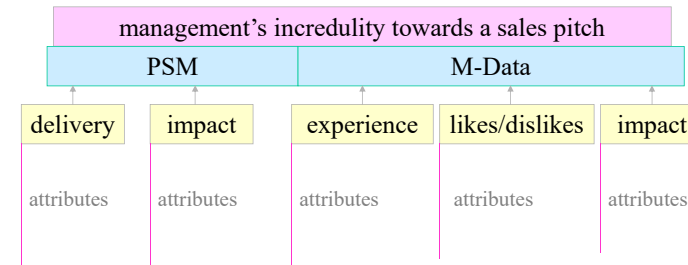 management’s incredulity towards a sales pitch
PSM M-Data
delivery impact experience likes/dislikes impact
attributes attributes attributes attributes attributes